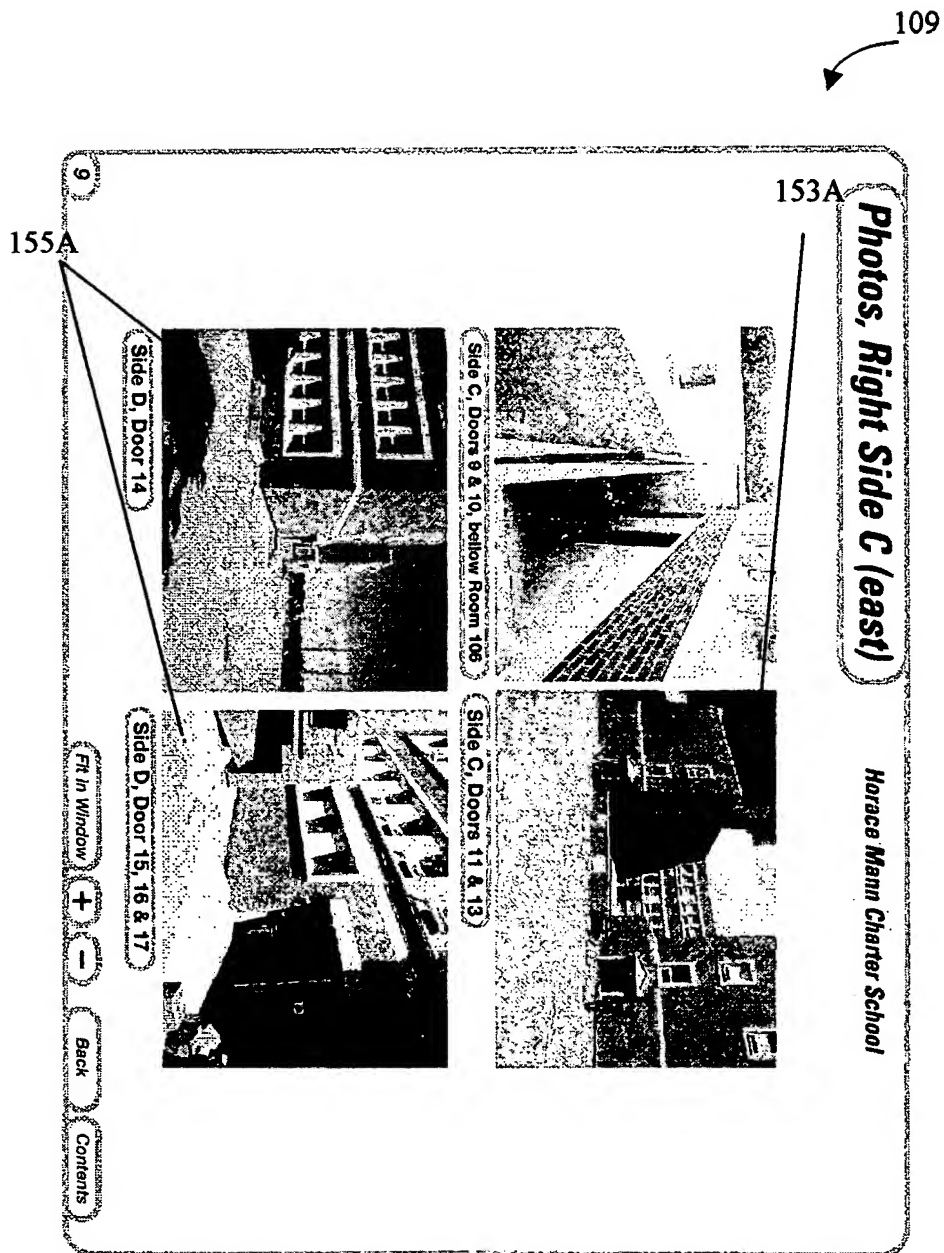 109
153A
155A
Photos, Right Side C (east)
Horace Mann Charter School
Side C, Doors 9 & 10, bellow Room 106
Side C, Doors 11 & 13
Side D, Door 14
Side D, Door 15, 16 & 17
9
Fit In Window
+
-
Back
Contents